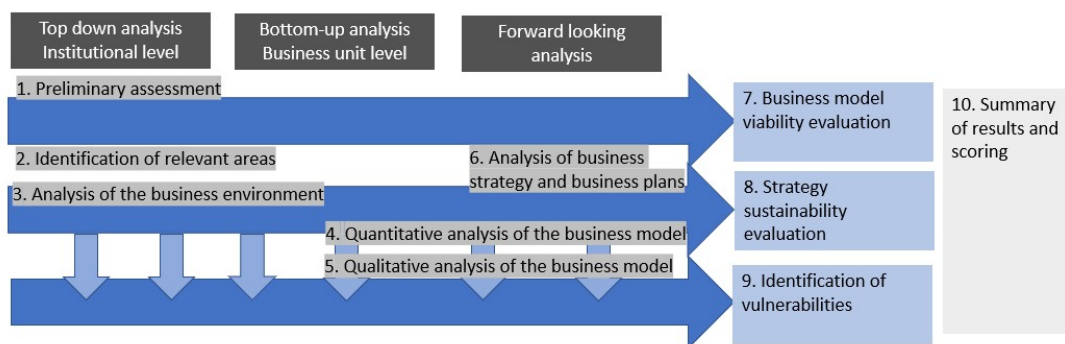 Top down analysis
Institutional level
Bottom-up analysis
Business unit level
Forward looking
analysis
1. Preliminary assessment
2. Identification of relevant areas
3. Analysis of the business environment
6. Analysis of business
strategy and business plans
4. Quantitative analysis of the business model
5. Qualitative analysis of the business model
7. Business model
viability evaluation
8. Strategy
sustainability
evaluation
9. Identification of
vulnerabilities
10. Summary
of results and
scoring